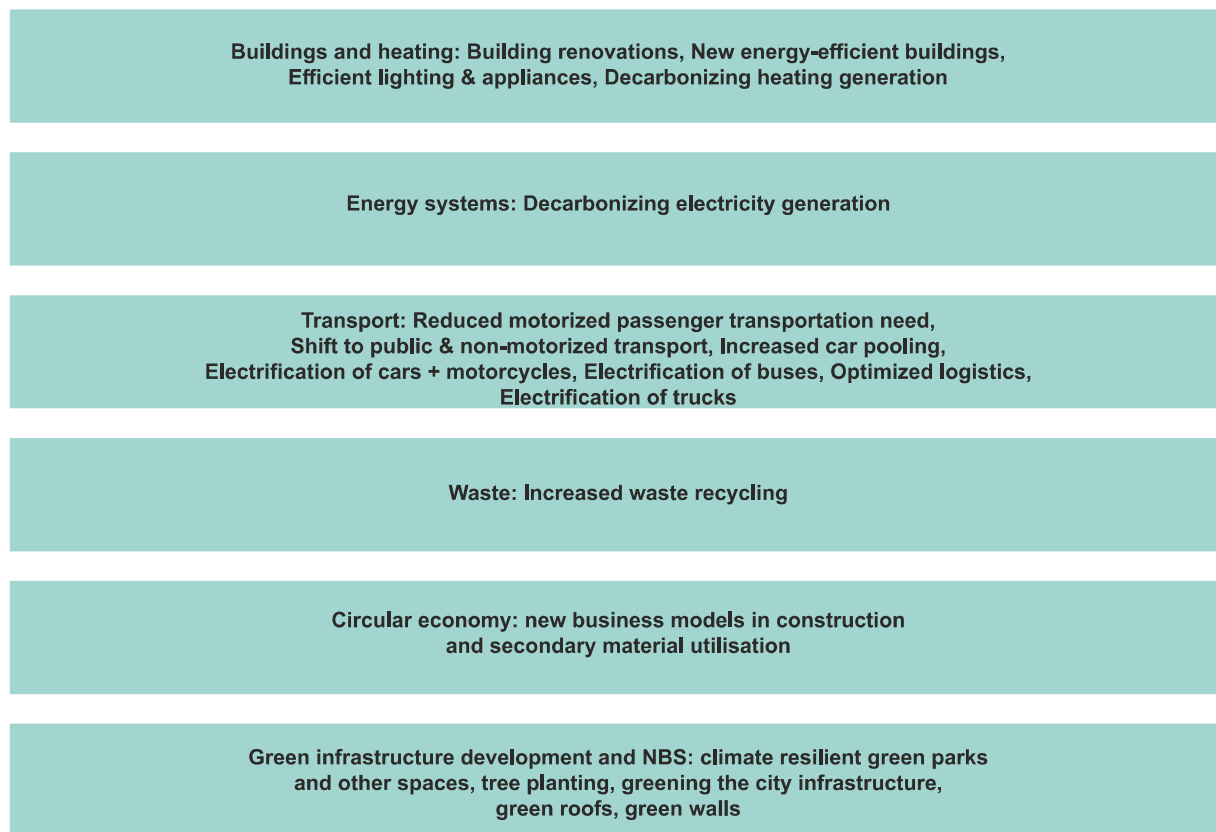 Buildings and heating: Building renovations, New energy-efficient buildings,
Efficient lighting & appliances, Decarbonizing heating generation
Energy systems: Decarbonizing electricity generation
Transport: Reduced motorized passenger transportation need,
Shift to public & non-motorized transport, Increased car pooling,
Electrification of cars + motorcycles, Electrification of buses, Optimized logistics,
Electrification of trucks
Waste: Increased waste recycling
Circular economy: new business models in construction
and secondary material utilisation
Green infrastructure development and NBS: climate resilient green parks
and other spaces, tree planting, greening the city infrastructure,
green roofs, green walls